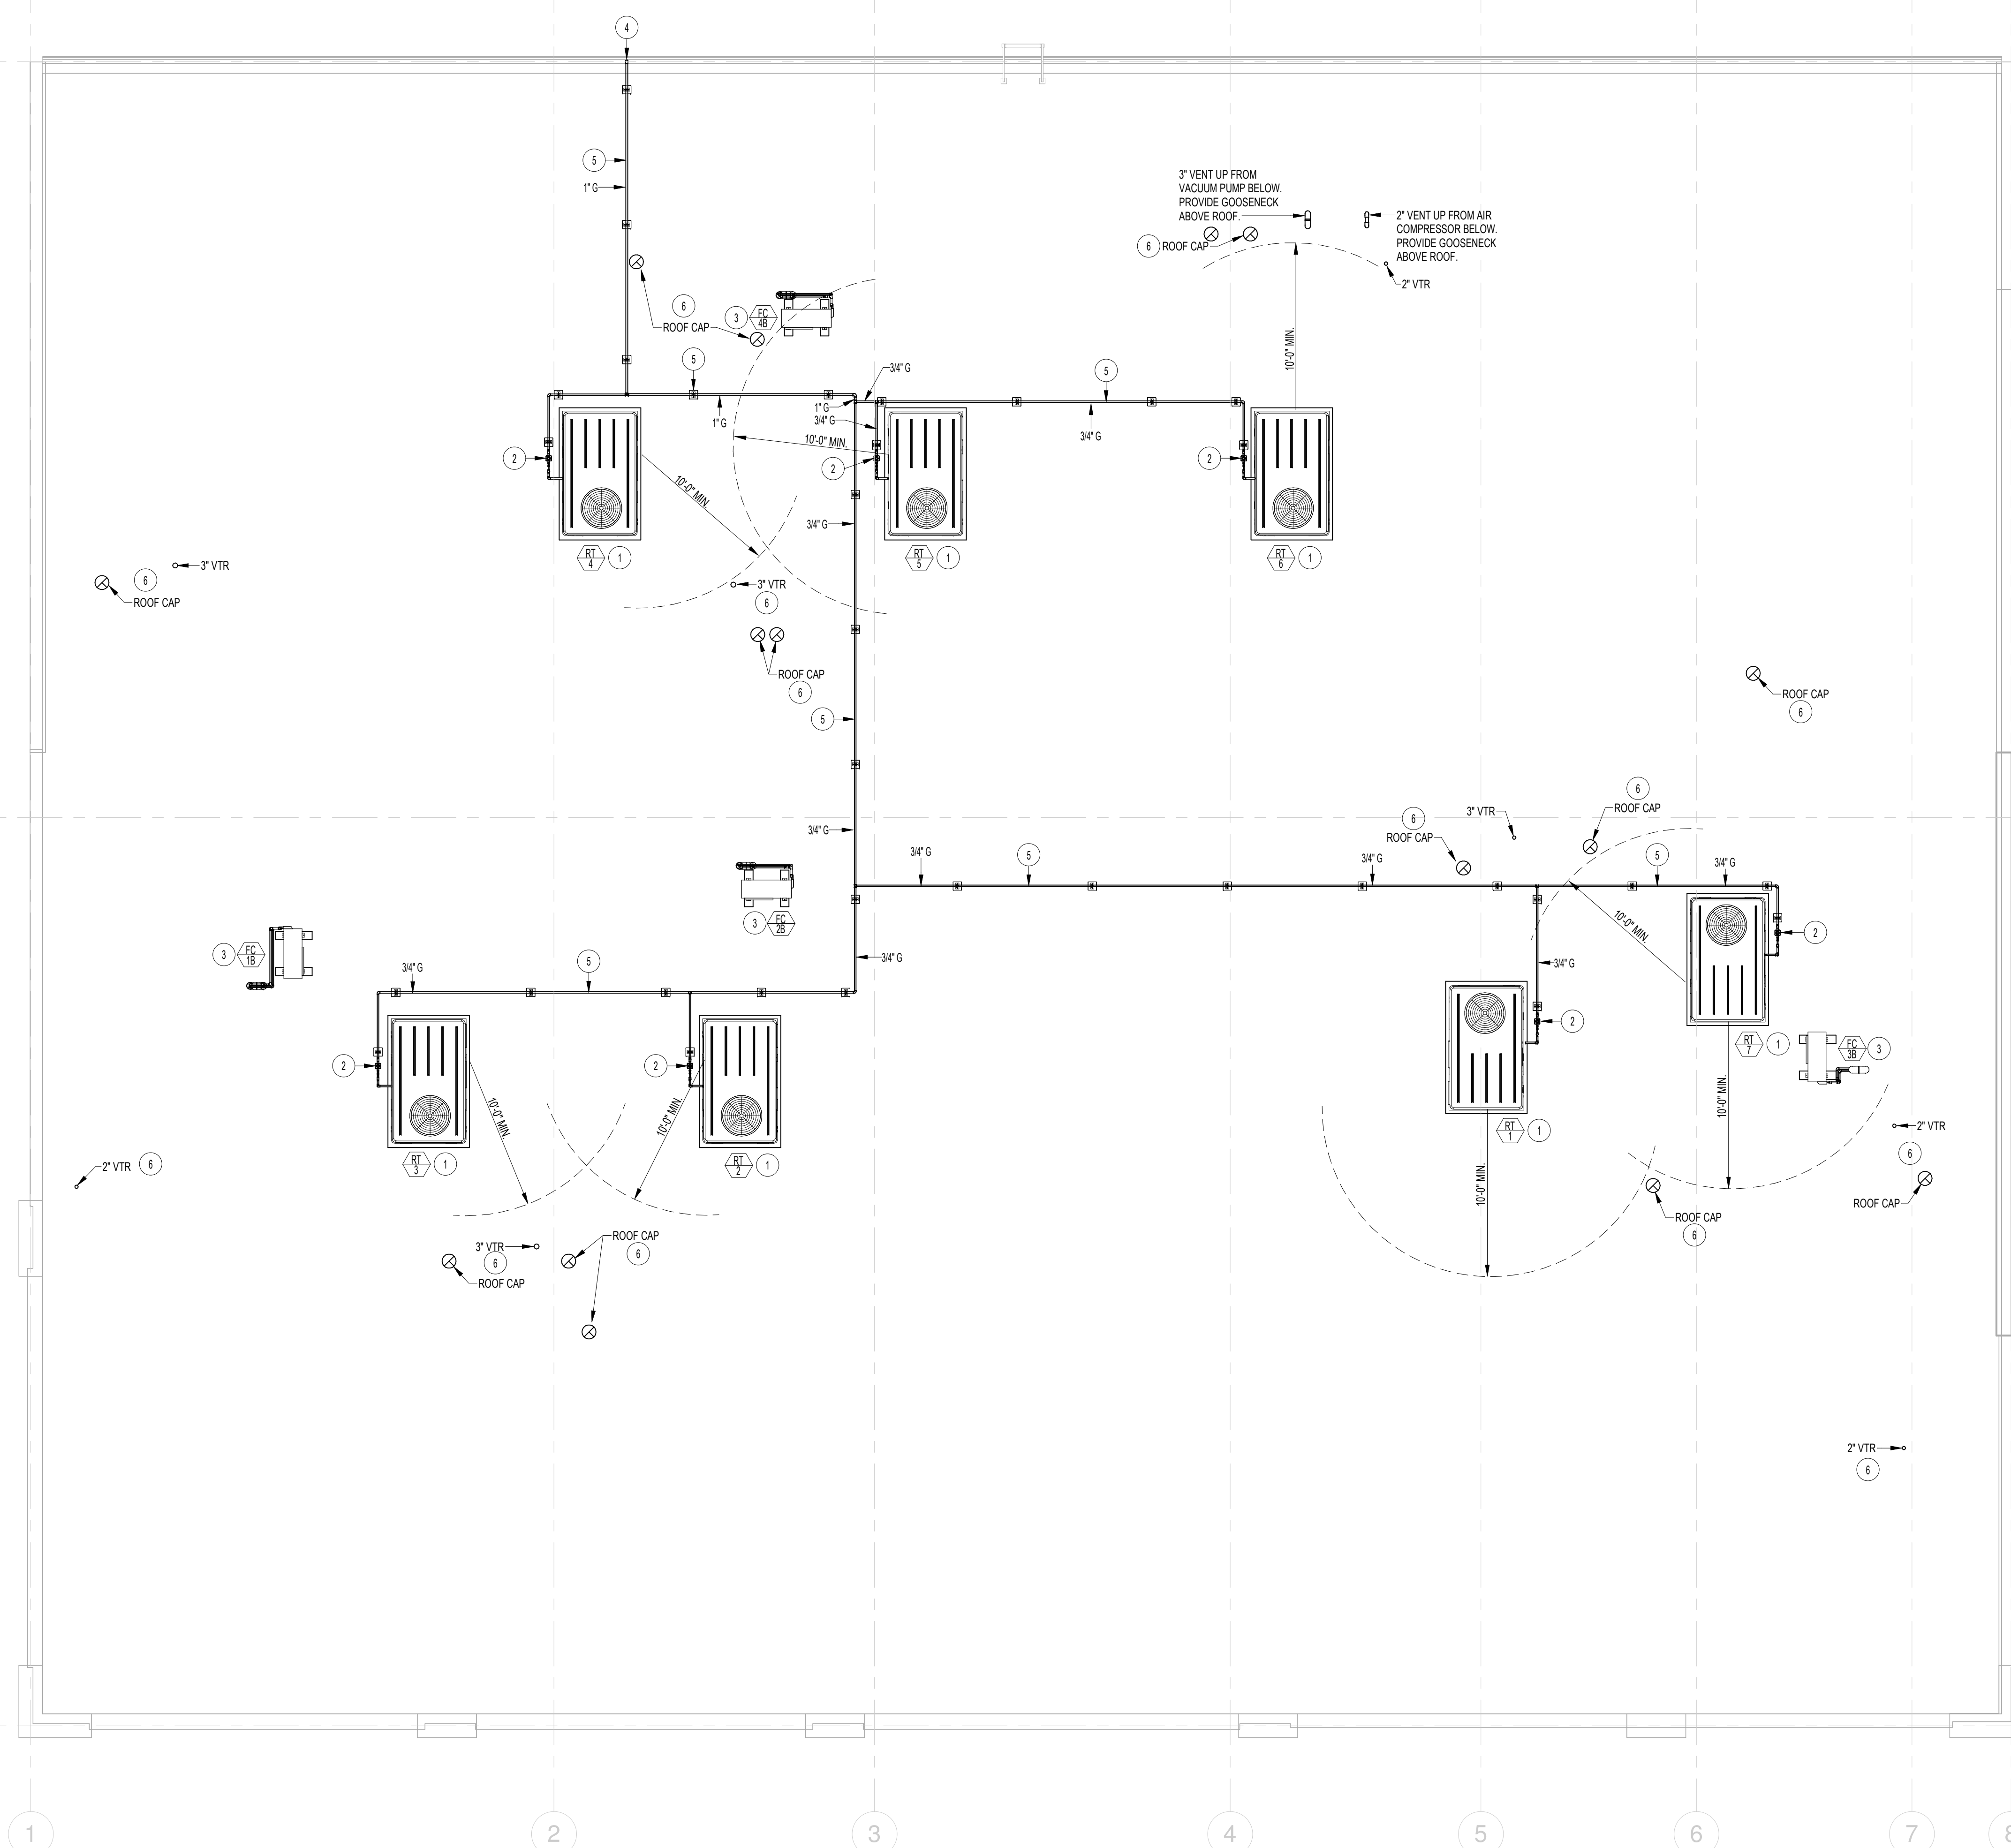 4
5
1" G
3" VENT UP FROM
VACUUM PUMP BELOW.
PROVIDE GOOSENECK
ABOVE ROOF.
2" VENT UP FROM AIR
COMPRESSOR BELOW.
PROVIDE GOOSENECK
ABOVE ROOF.
6 ROOF CAP
2" VTR
6
ROOF CAP
3
FC
4B
10'-0" MIN.
5
1" G
3/4" G
1" G
3/4" G
5
3/4" G
10'-0" MIN.
2
2
2
10'-0" MIN.
3/4" G
RT
4
1
RT
5
1
RT
6
1
3" VTR
6
ROOF CAP
3" VTR
6
ROOF CAP
6
5
ROOF CAP
6
3/4" G
6
ROOF CAP
3" VTR
6
ROOF CAP
3/4" G
5
3/4" G
5
3/4" G
3
FC
2B
10'-0" MIN.
2
3
FC
1B
3/4" G
5
3/4" G
3/4" G
2
RT
7
1
FC
3B
3
2
2
10'-0" MIN.
10'-0" MIN.
10'-0" MIN.
RT
1
1
2" VTR
6
ROOF CAP
2" VTR
6
RT
3
1
RT
2
1
10'-0" MIN.
ROOF CAP
6
3" VTR
6
ROOF CAP
ROOF CAP
6
2" VTR
6
1
2
3
4
5
6
7
8